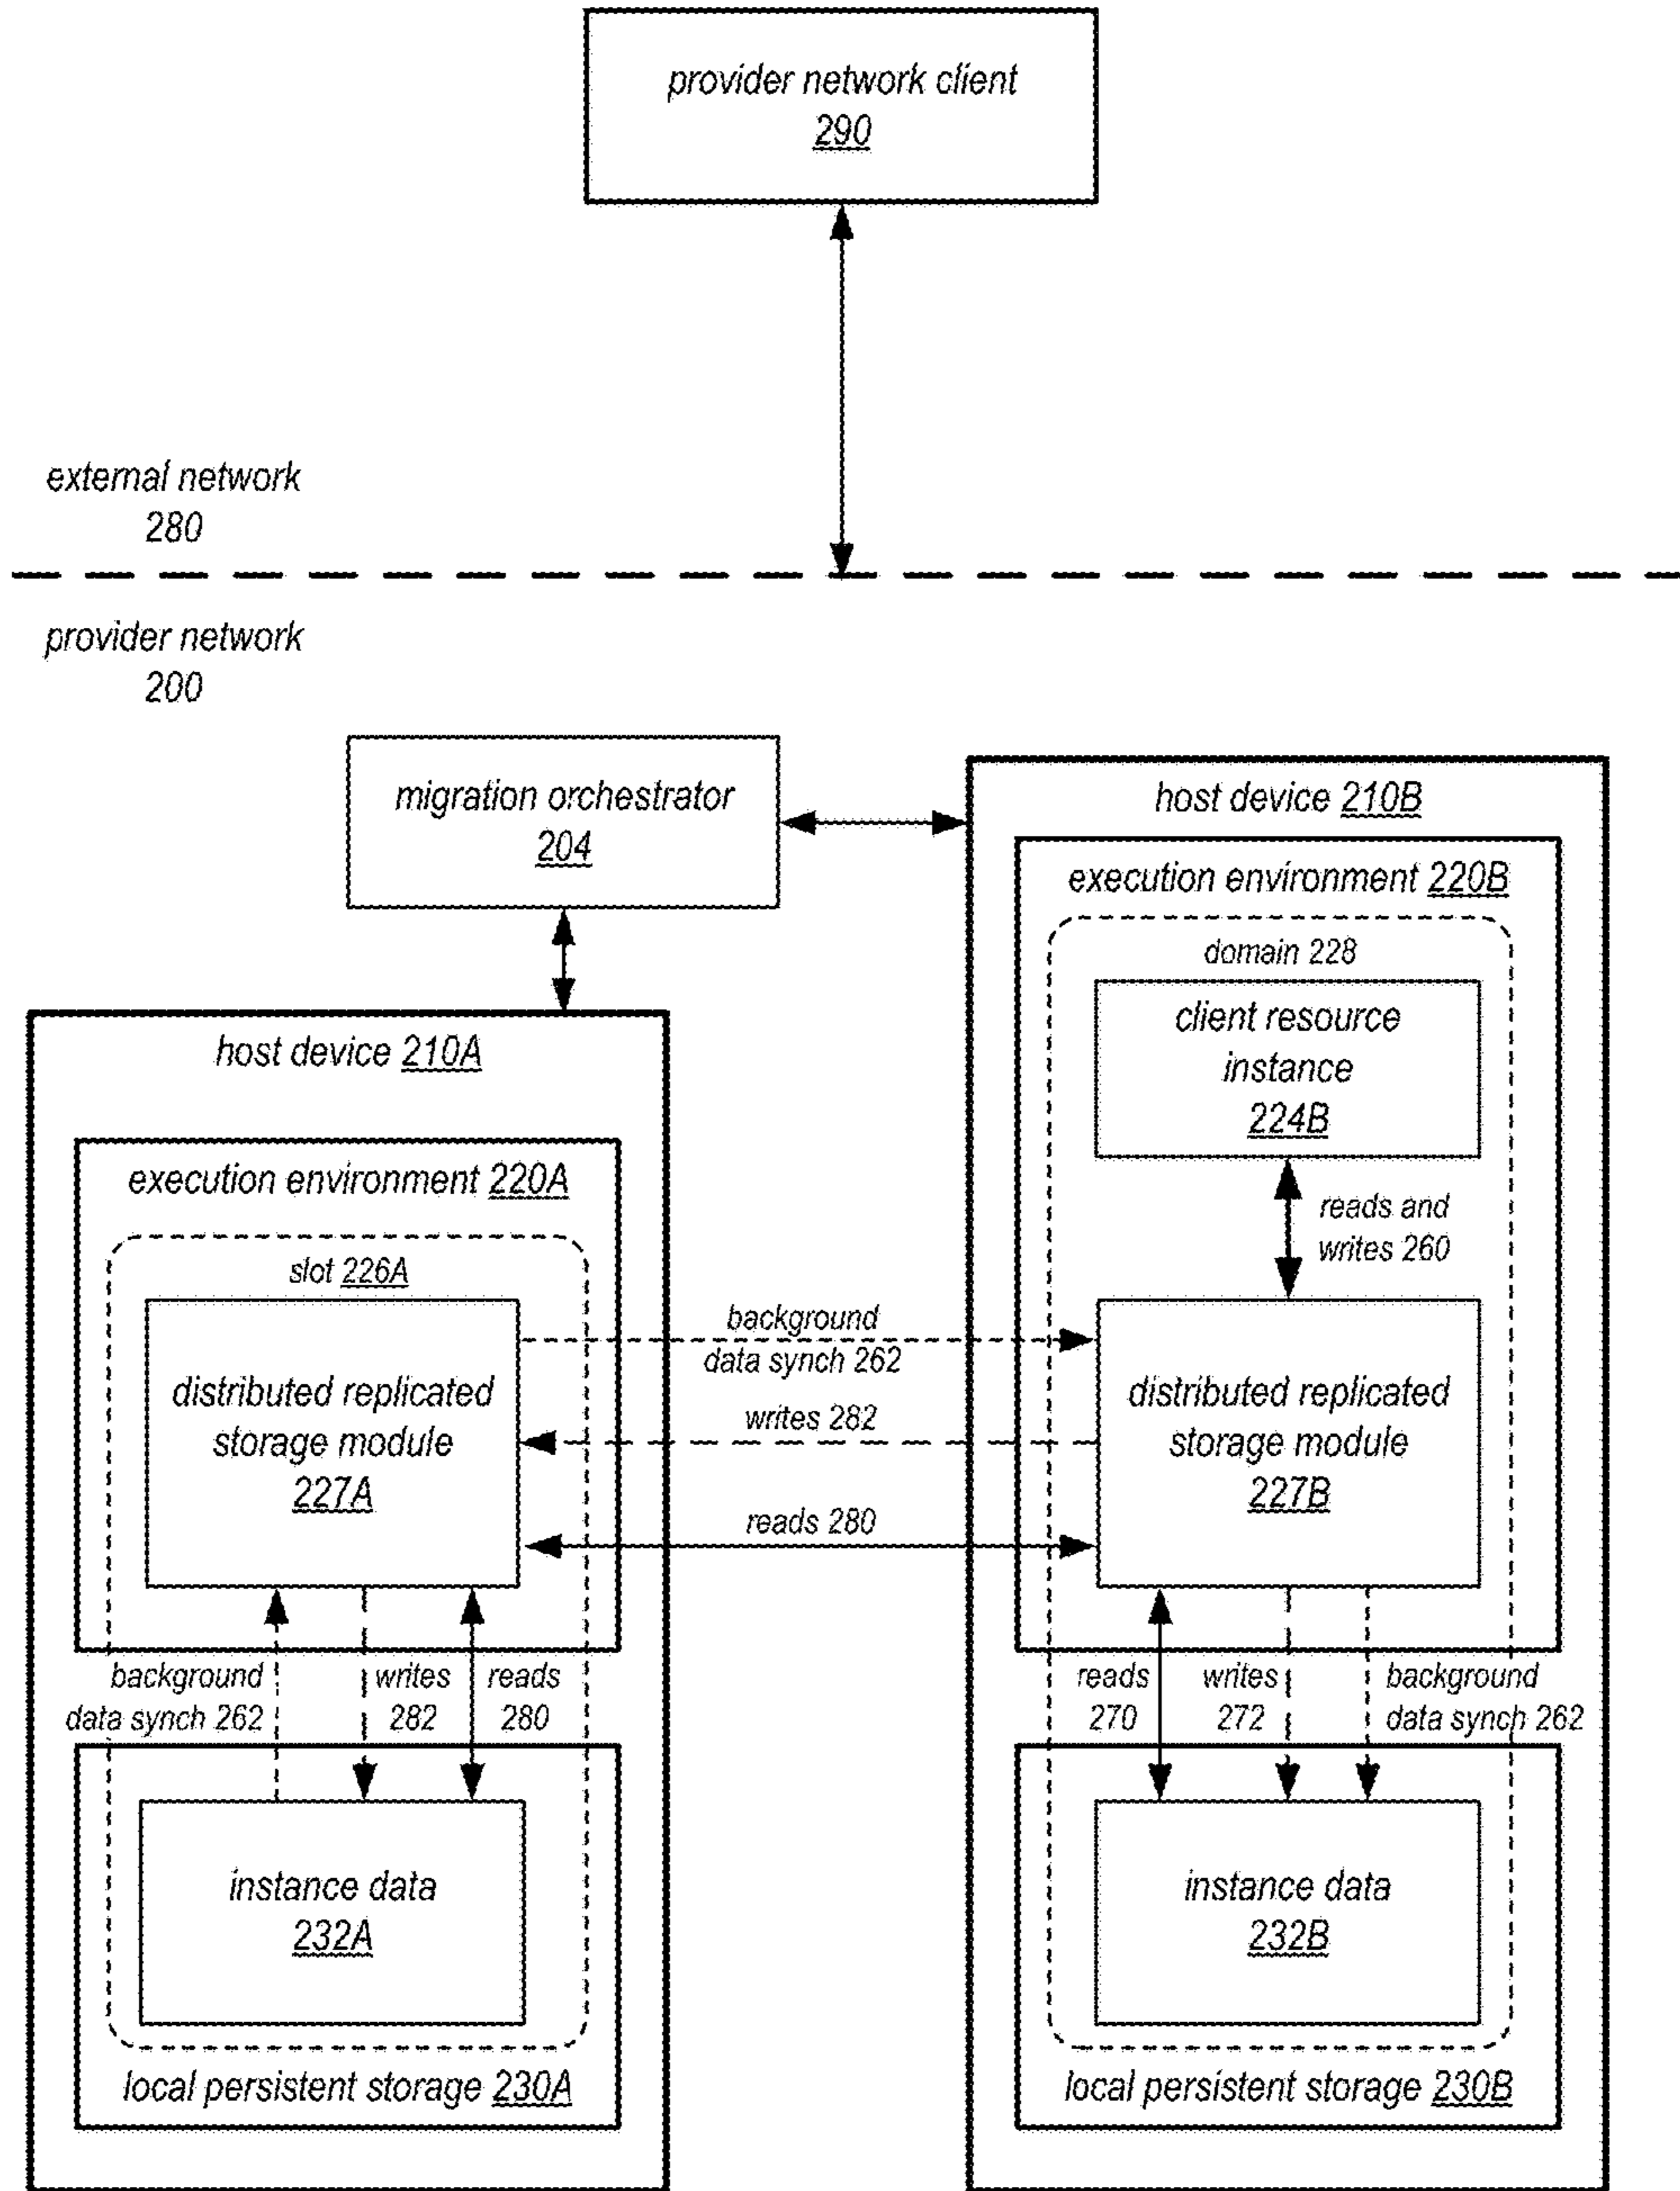 provider network client
290
external network
280
provider network
200
migration orchestrator
204
host device 210B
execution environment 220B
domain 228
client resource
instance
224B
reads and
writes 260
host device 210A
execution environment 220A
slot 226A
distributed replicated
storage module
227A
background
data synch 262
writes 282
reads 280
distributed replicated
storage module
227B
background
data synch 262
writes
282
reads
280
reads
270
writes
272
background
data synch 262
instance data
232A
local persistent storage 230A
instance data
232B
local persistent storage 230B